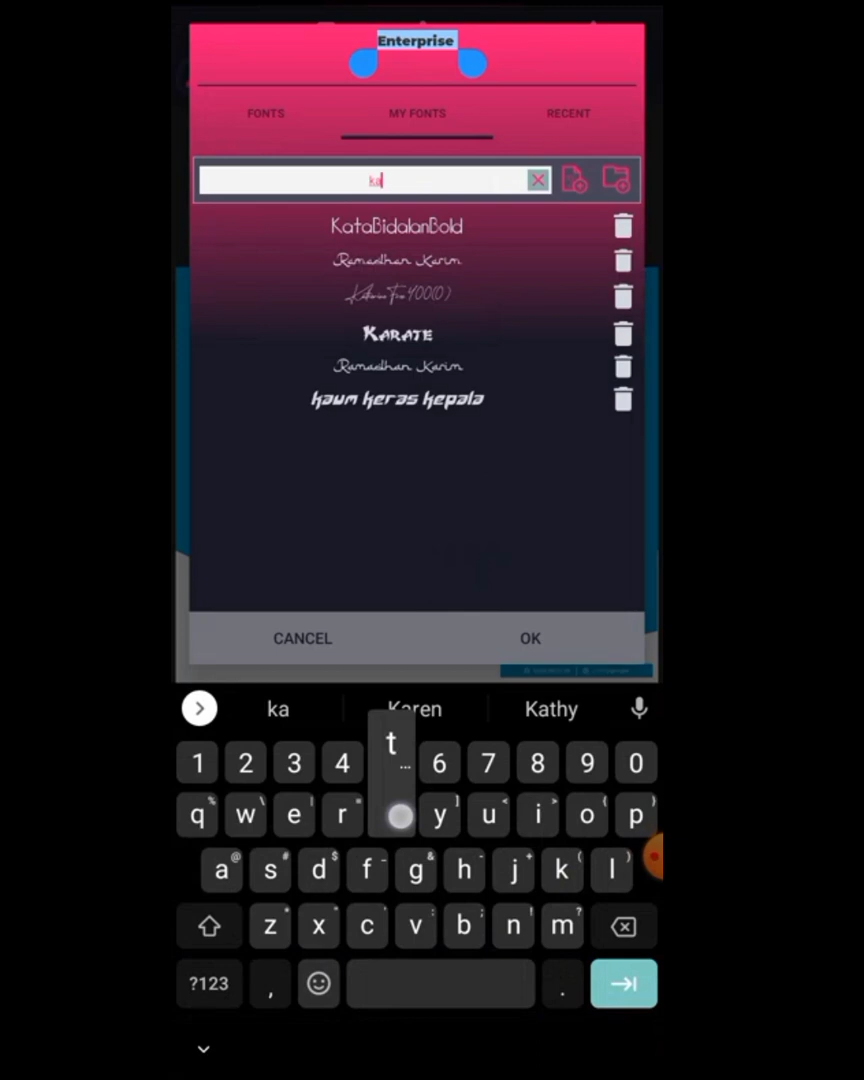 Enterprise
FONTS MY FONTS RECENT
ka
KataBidalanBold
Ramadhan Karim
KARATE
Ramadhan Karim
kaum keras kepala
CANCEL OK
ka Karen Kathy
t
...
1 2 3 4 6 7 8 9 0
q w e r y u i o p
a s d f g h j k l
z x c v b n m
?123 , .